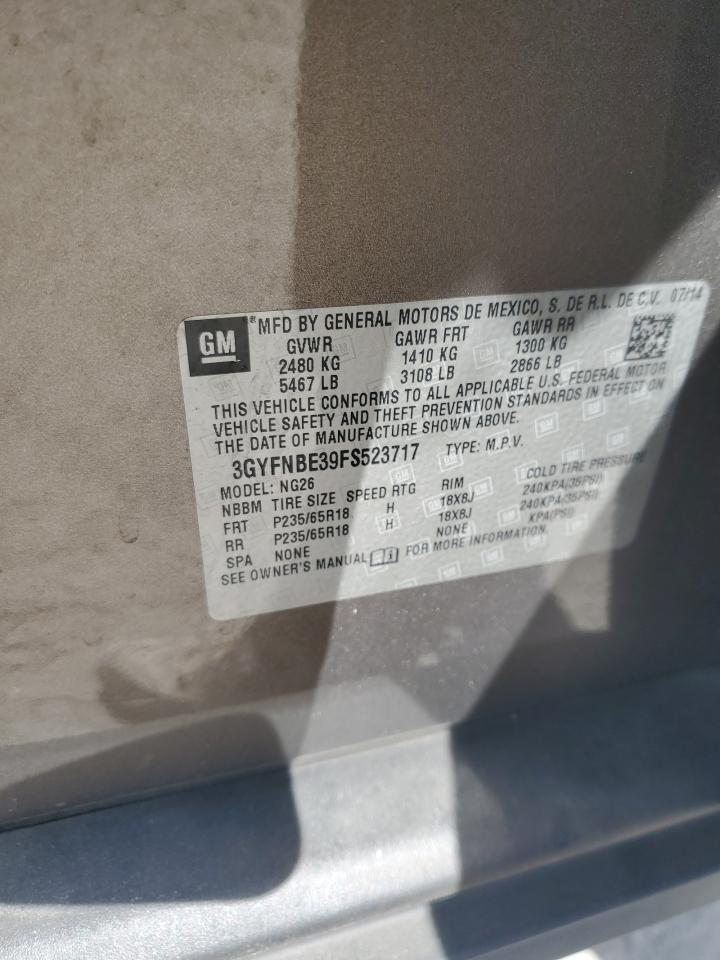 GM
MFD BY GENERAL MOTORS DE MEXICO, S. DE R.L. DE C.V. 07/14
GVWR GAWR FRT GAWR RR
2480 KG 1410 KG 1300 KG
5467 LB 3108 LB 2866 LB
THIS VEHICLE CONFORMS TO ALL APPLICABLE U.S. FEDERAL MOTOR
VEHICLE SAFETY AND THEFT PREVENTION STANDARDS IN EFFECT ON
THE DATE OF MANUFACTURE SHOWN ABOVE.
3GYFNBE39FS523717 TYPE: M.P.V.
MODEL: NG26
NBBM TIRE SIZE SPEED RTG RIM COLD TIRE PRESSURE
FRT P235/65R18 H 18X8J 240KPA(35PSI)
RR P235/65R18 H 18X8J 240KPA(35PSI)
SPA NONE NONE KPA(PSI)
SEE OWNER'S MANUAL i FOR MORE INFORMATION.